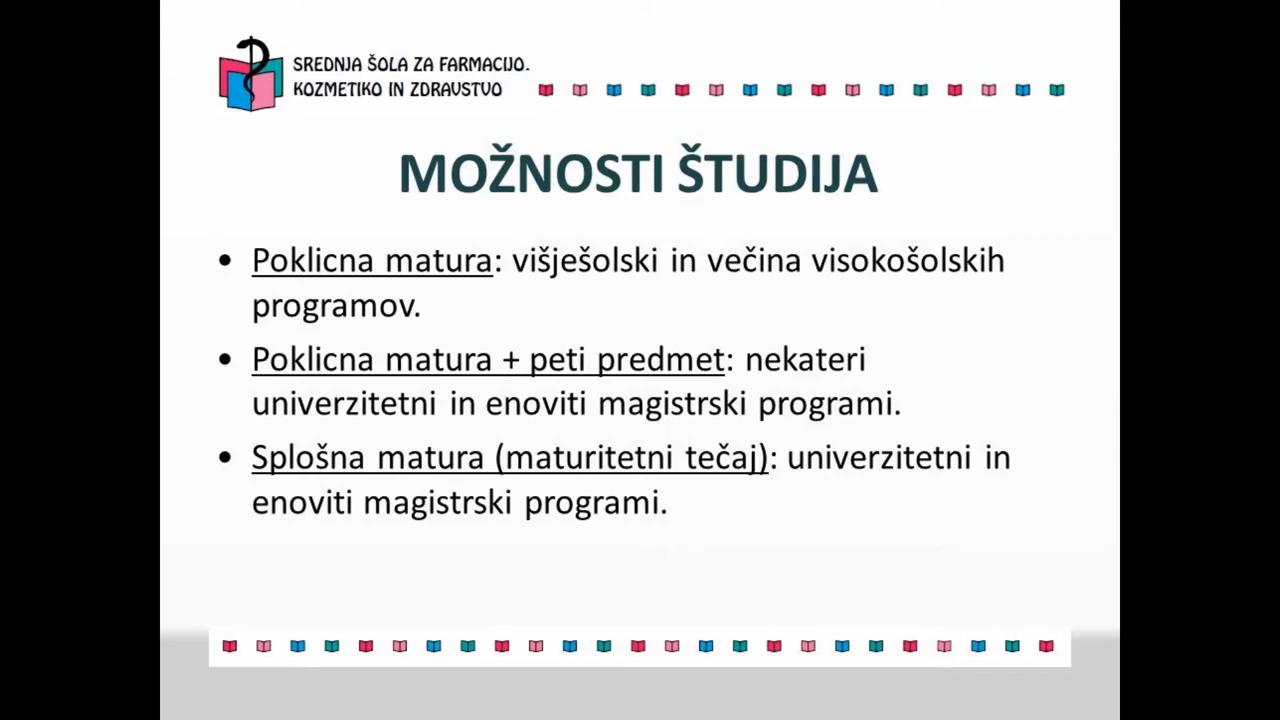 SREDNJA ŠOLA ZA FARMACIJO,
KOZMETIKO IN ZDRAVSTVO
MOŽNOSTI ŠTUDIJA
• Poklicna matura: višješolski in večina visokošolskih
programov.
• Poklicna matura + peti predmet: nekateri
univerzitetni in enoviti magistrski programi.
• Splošna matura (maturitetni tečaj): univerzitetni in
enoviti magistrski programi.